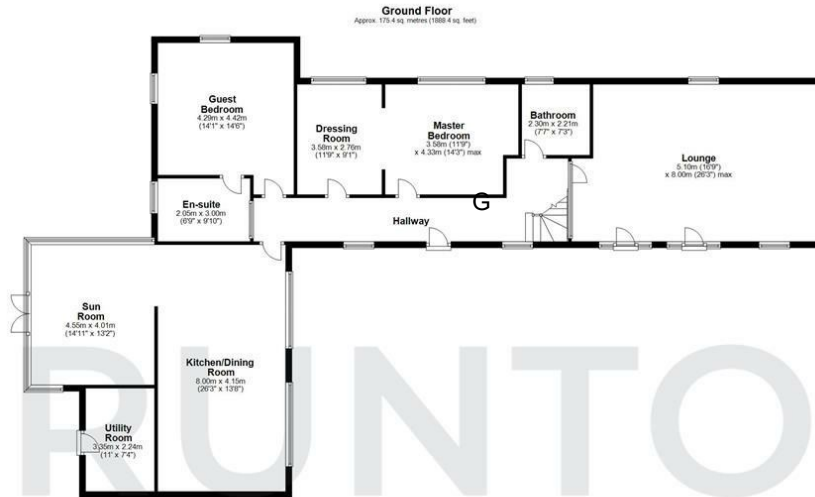 Ground Floor
Approx. 175.4 sq. metres (1888.4 sq. feet)
Guest
Bedroom
4.29m x 4.42m
(14'1" x 14'6")
Dressing
Room
3.58m x 2.76m
(11'9" x 9'1")
Master
Bedroom
3.58m (11'9")
x 4.33m (14'3") max
Bathroom
2.30m x 2.21m
(7'7" x 7'3")
Lounge
5.10m (16'9")
x 8.00m (26'3") max
En-suite
2.05m x 3.00m
(6'9" x 9'10")
G
Hallway
Sun
Room
4.55m x 4.01m
(14'11" x 13'2")
Kitchen/Dining
Room
8.00m x 4.15m
(26'3" x 13'8")
Utility
Room
3.35m x 2.24m
(11' x 7'4")
RUNTO